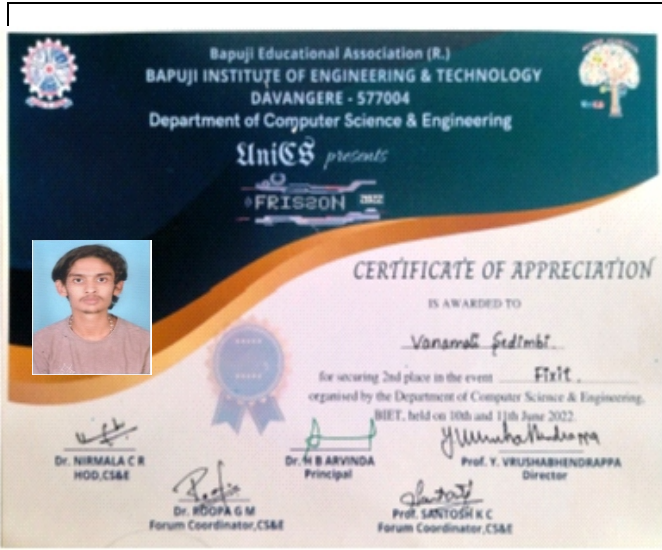 Bapuji Educational Association (R.)
BAPUJI INSTITUTE OF ENGINEERING & TECHNOLOGY
DAVANGERE - 577004
Department of Computer Science & Engineering
UniCS presents
FRISSON 2022
CERTIFICATE OF APPRECIATION
IS AWARDED TO
Vanamali Gedimbi.
for securing 2nd place in the event Fixit.
organised by the Department of Computer Science & Engineering,
BIET, held on 10th and 11th June 2022.
Dr. NIRMALA C R
HOD,CS&E
Dr. H B ARVINDA
Principal
Prof. Y. VRUSHABHENDRAPPA
Director
Dr. ROOPA G M
Forum Coordinator,CS&E
Prof. SANTOSH K C
Forum Coordinator,CS&E